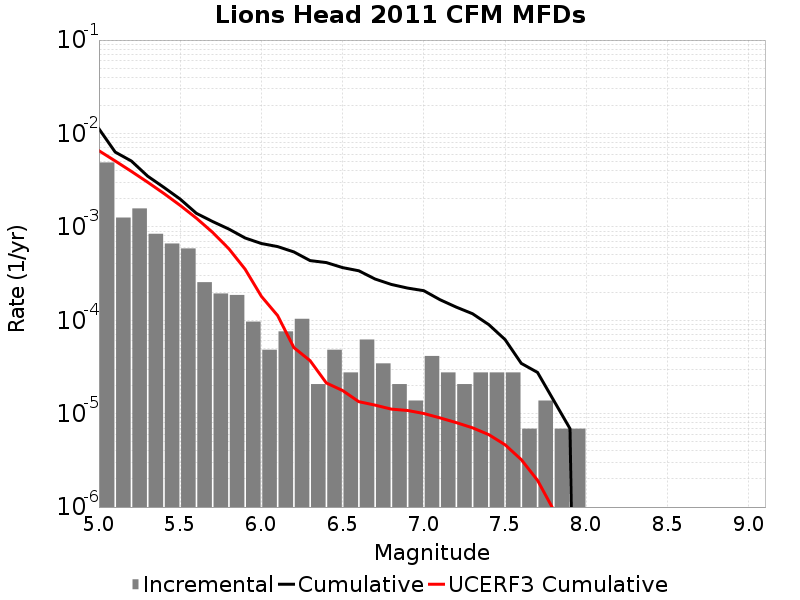 Lions Head 2011 CFM MFDs
10-1
10-2
10-3
10-4
10-5
10-6
Rate (1/yr)
5.0 5.5 6.0 6.5 7.0 7.5 8.0 8.5 9.0
Magnitude
Incremental Cumulative UCERF3 Cumulative